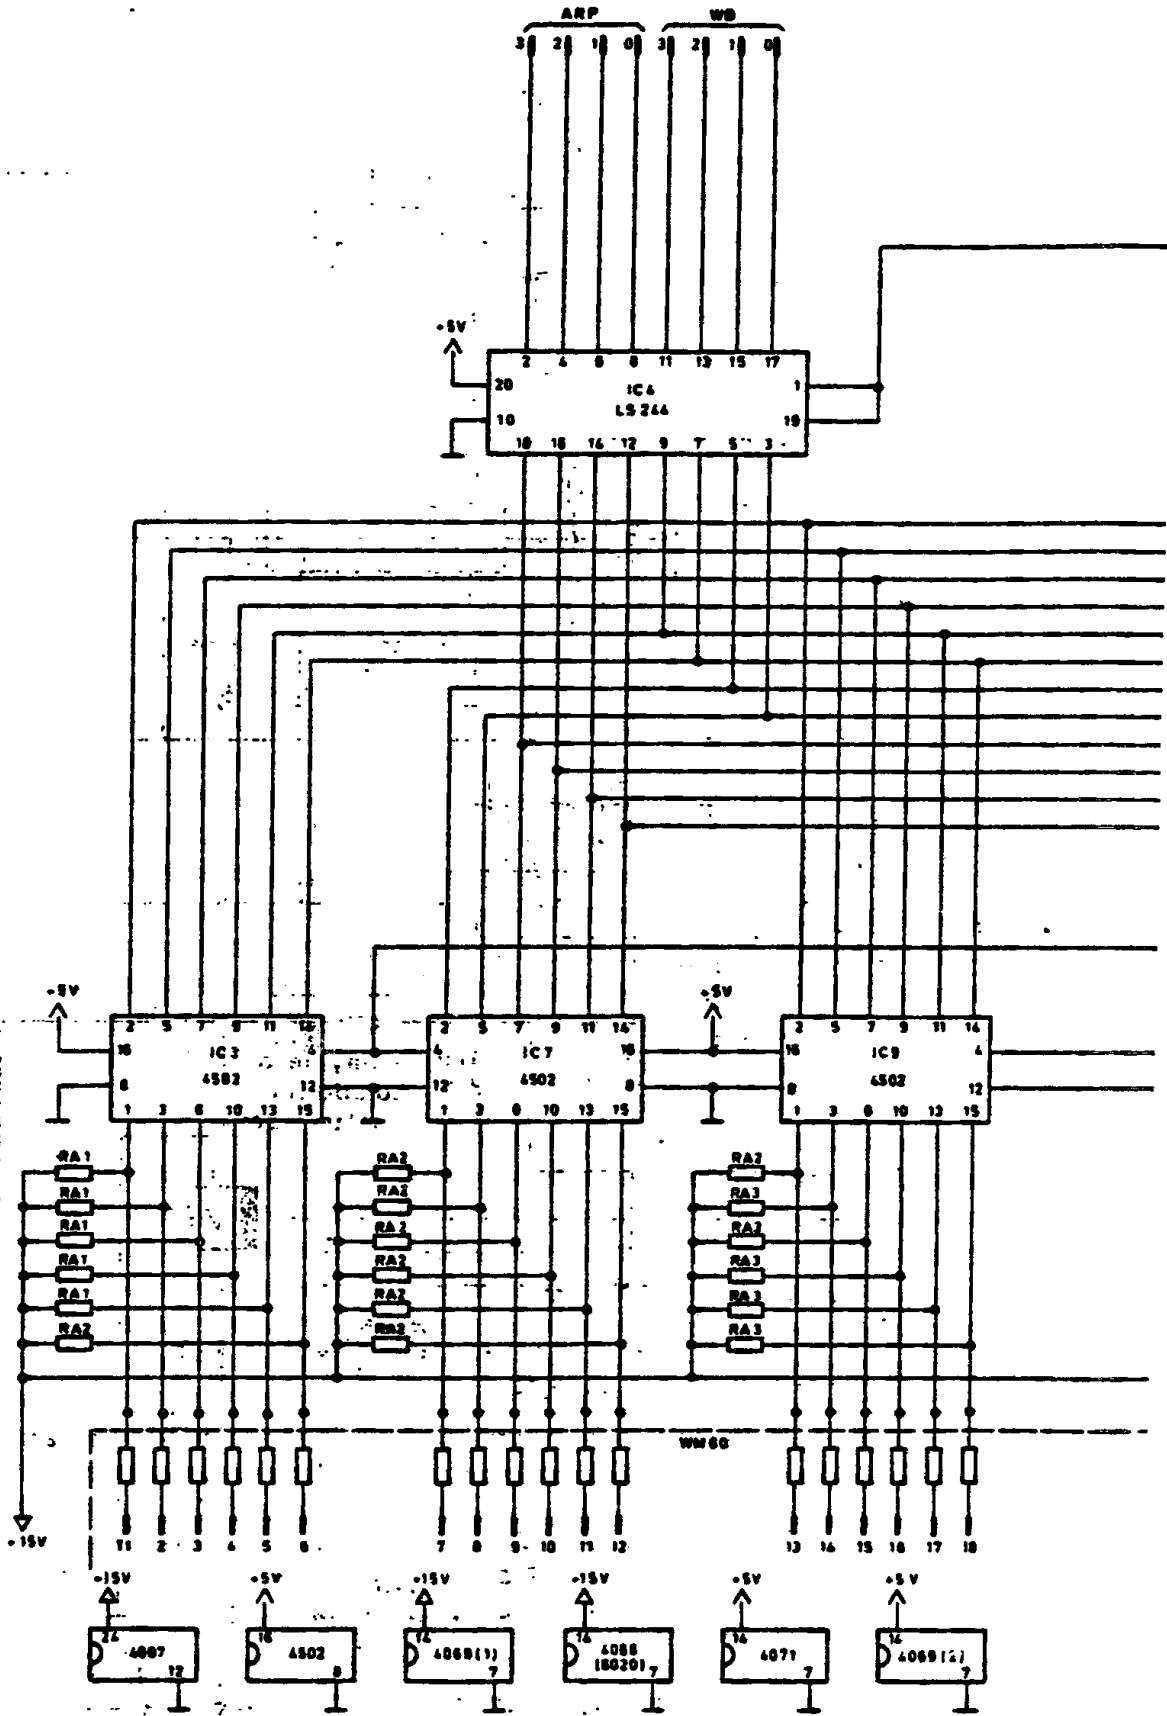 ARP WB
3 2 1 0 3 2 1 0
+5V
2 4 6 8 11 13 15 17
20 IC4 1
LS244
10 19
18 16 14 12 9 7 5 3
+5V +5V
2 5 7 9 11 14 2 5 7 9 11 14 2 5 7 9 11 14
16 IC3 4 4 IC7 16 16 IC9 4
8 4502 12 12 4502 8 8 4502 12
1 3 6 10 13 15 1 3 6 10 13 15 1 3 6 10 13 15
RA1 RA2 RA2
RA1 RA2 RA3
RA1 RA2 RA2
RA1 RA2 RA3
RA1 RA2 RA3
RA2 RA2 RA3
WM60
+15V T1 2 3 4 5 6 7 8 9 10 11 12 13 14 15 16 17 18
+15V +5V +15V +15V +5V +5V
24 16 14 14 14 14
4067 4502 4069(1) 4066 4071 4069(2)
(6020)
12 8 7 7 7 7